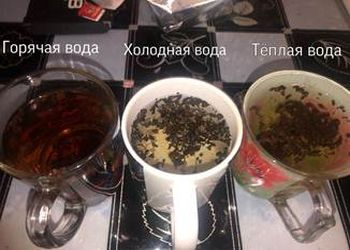 Горячая вода
Холодная вода
Тёплая вода